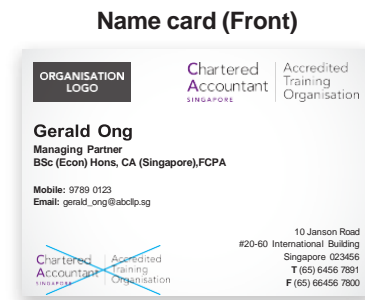 Name card (Front)
ORGANISATION
LOGO
Chartered
Accountant
SINGAPORE
Accredited
Training
Organisation
Gerald Ong
Managing Partner
BSc (Econ) Hons, CA (Singapore),FCPA
Mobile: 9789 0123
Email: gerald_ong@abcllp.sg
10 Janson Road
#20-60 International Building
Singapore 023456
T (65) 6456 7891
F (65) 66456 7800
Chartered
Accountant
SINGAPORE
Accredited
Training
Organisation